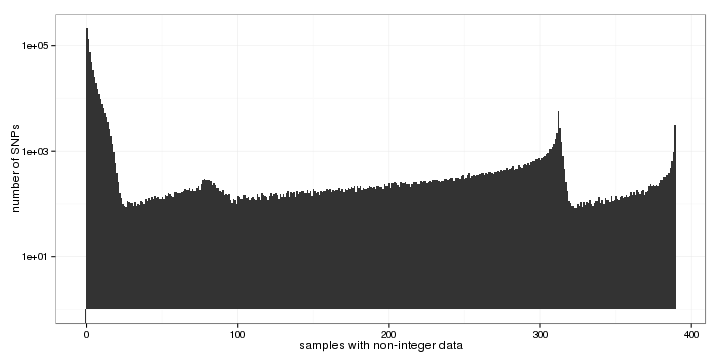 number of SNPs
1e+05
1e+03
1e+01
0
100
200
300
400
samples with non-integer data